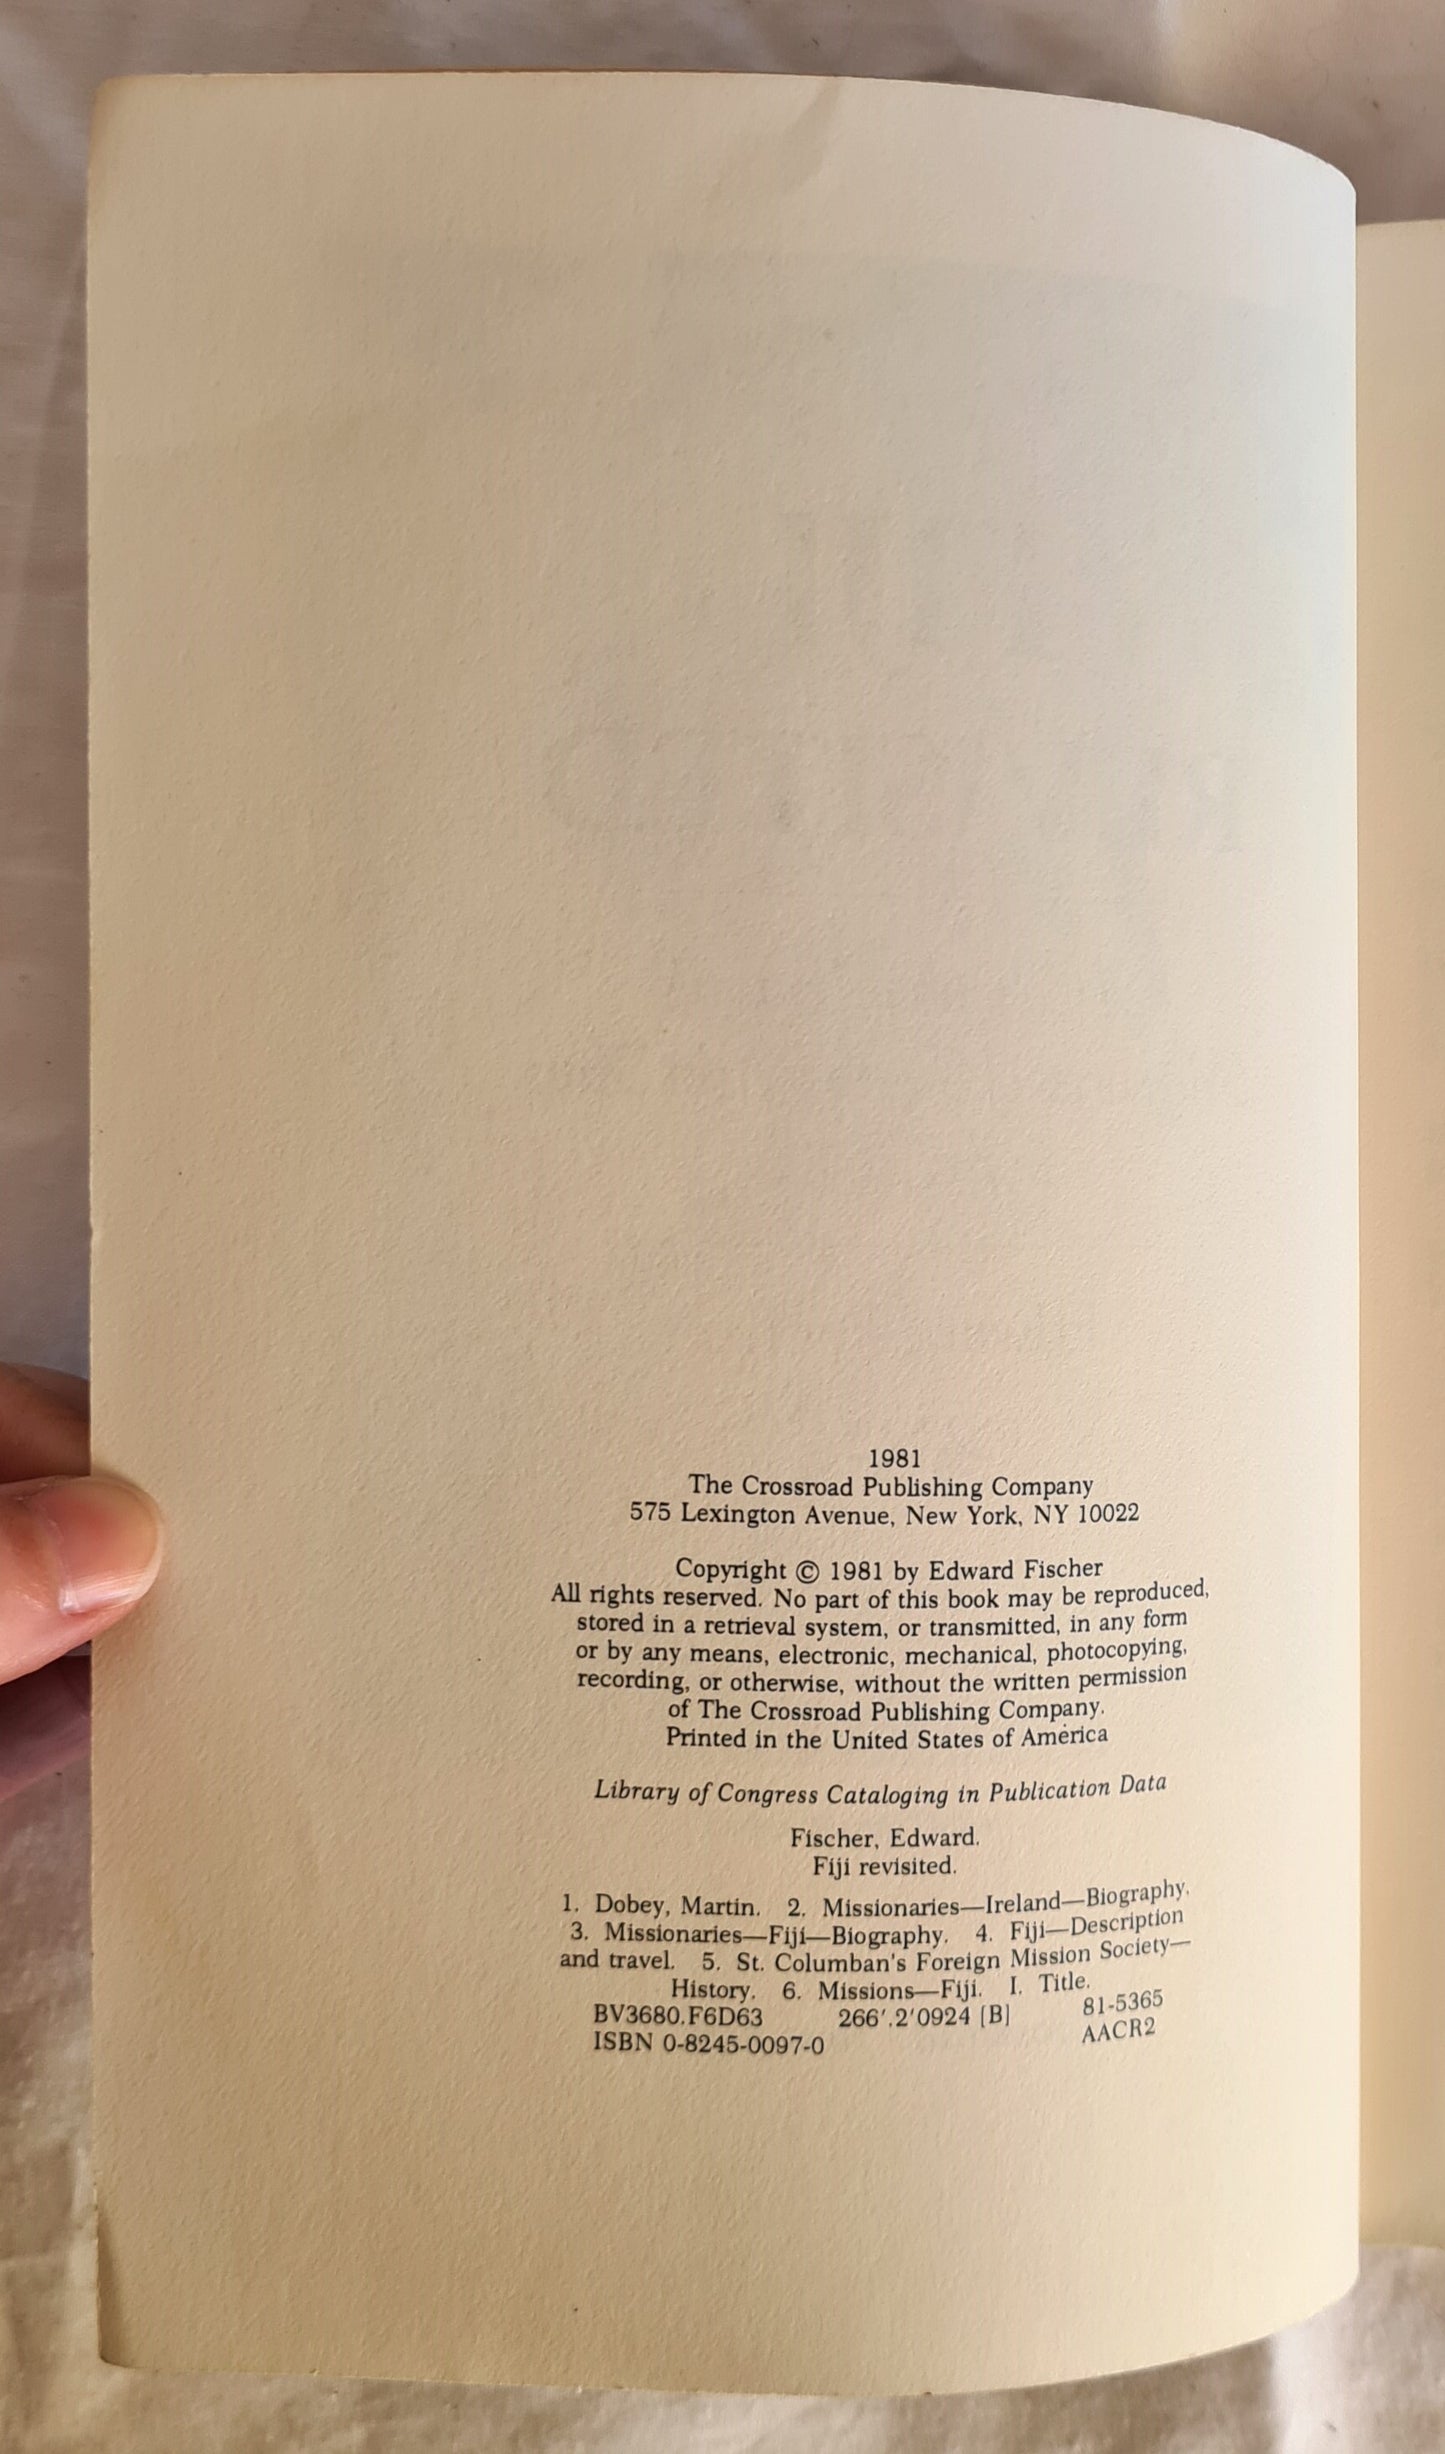 1981
The Crossroad Publishing Company
575 Lexington Avenue, New York, NY 10022
Copyright © 1981 by Edward Fischer
All rights reserved. No part of this book may be reproduced,
stored in a retrieval system, or transmitted, in any form
or by any means, electronic, mechanical, photocopying,
recording, or otherwise, without the written permission
of The Crossroad Publishing Company.
Printed in the United States of America
Library of Congress Cataloging in Publication Data
Fischer, Edward.
Fiji revisited.
1. Dobey, Martin. 2. Missionaries—Ireland—Biography.
3. Missionaries—Fiji—Biography. 4. Fiji—Description
and travel. 5. St. Columban's Foreign Mission Society—
History. 6. Missions—Fiji. I. Title.
BV3680.F6D63 266'.2'0924 [B] 81-5365
ISBN 0-8245-0097-0 AACR2